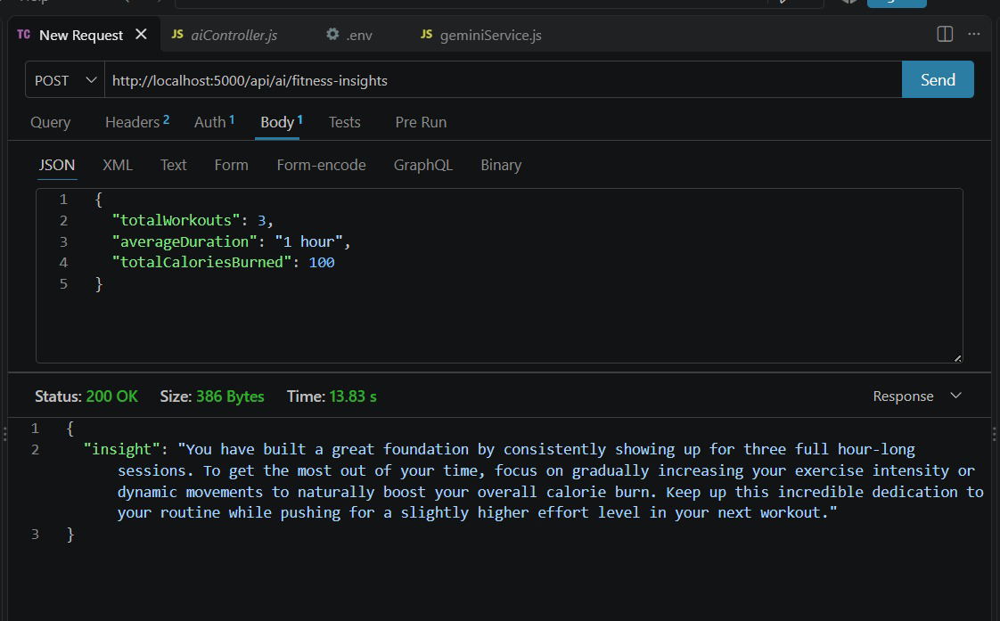 TC New Request JS aiController.js .env JS geminiService.js
POST http://localhost:5000/api/ai/fitness-insights Send
Query Headers 2 Auth 1 Body 1 Tests Pre Run
JSON XML Text Form Form-encode GraphQL Binary
1 {
2 "totalWorkouts": 3,
3 "averageDuration": "1 hour",
4 "totalCaloriesBurned": 100
5 }
Status: 200 OK Size: 386 Bytes Time: 13.83 s Response
1 {
2 "insight": "You have built a great foundation by consistently showing up for three full hour-long
sessions. To get the most out of your time, focus on gradually increasing your exercise intensity or
dynamic movements to naturally boost your overall calorie burn. Keep up this incredible dedication to
your routine while pushing for a slightly higher effort level in your next workout."
3 }